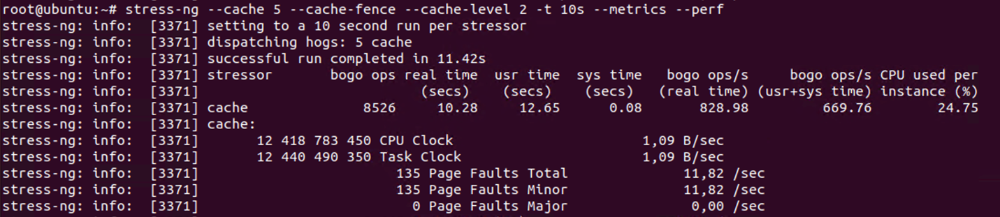 root@ubuntu:~# stress-ng --cache 5 --cache-fence --cache-level 2 -t 10s --metrics --perf
stress-ng: info:  [3371] setting to a 10 second run per stressor
stress-ng: info:  [3371] dispatching hogs: 5 cache
stress-ng: info:  [3371] successful run completed in 11.42s
stress-ng: info:  [3371] stressor       bogo ops real time  usr time  sys time   bogo ops/s     bogo ops/s CPU used per
stress-ng: info:  [3371]                           (secs)    (secs)    (secs)   (real time) (usr+sys time) instance (%)
stress-ng: info:  [3371] cache              8526     10.28     12.65      0.08       828.98         669.76        24.75
stress-ng: info:  [3371] cache:
stress-ng: info:  [3371]       12 418 783 450 CPU Clock                       1,09 B/sec
stress-ng: info:  [3371]       12 440 490 350 Task Clock                      1,09 B/sec
stress-ng: info:  [3371]                        135 Page Faults Total              11,82 /sec
stress-ng: info:  [3371]                        135 Page Faults Minor              11,82 /sec
stress-ng: info:  [3371]                          0 Page Faults Major               0,00 /sec